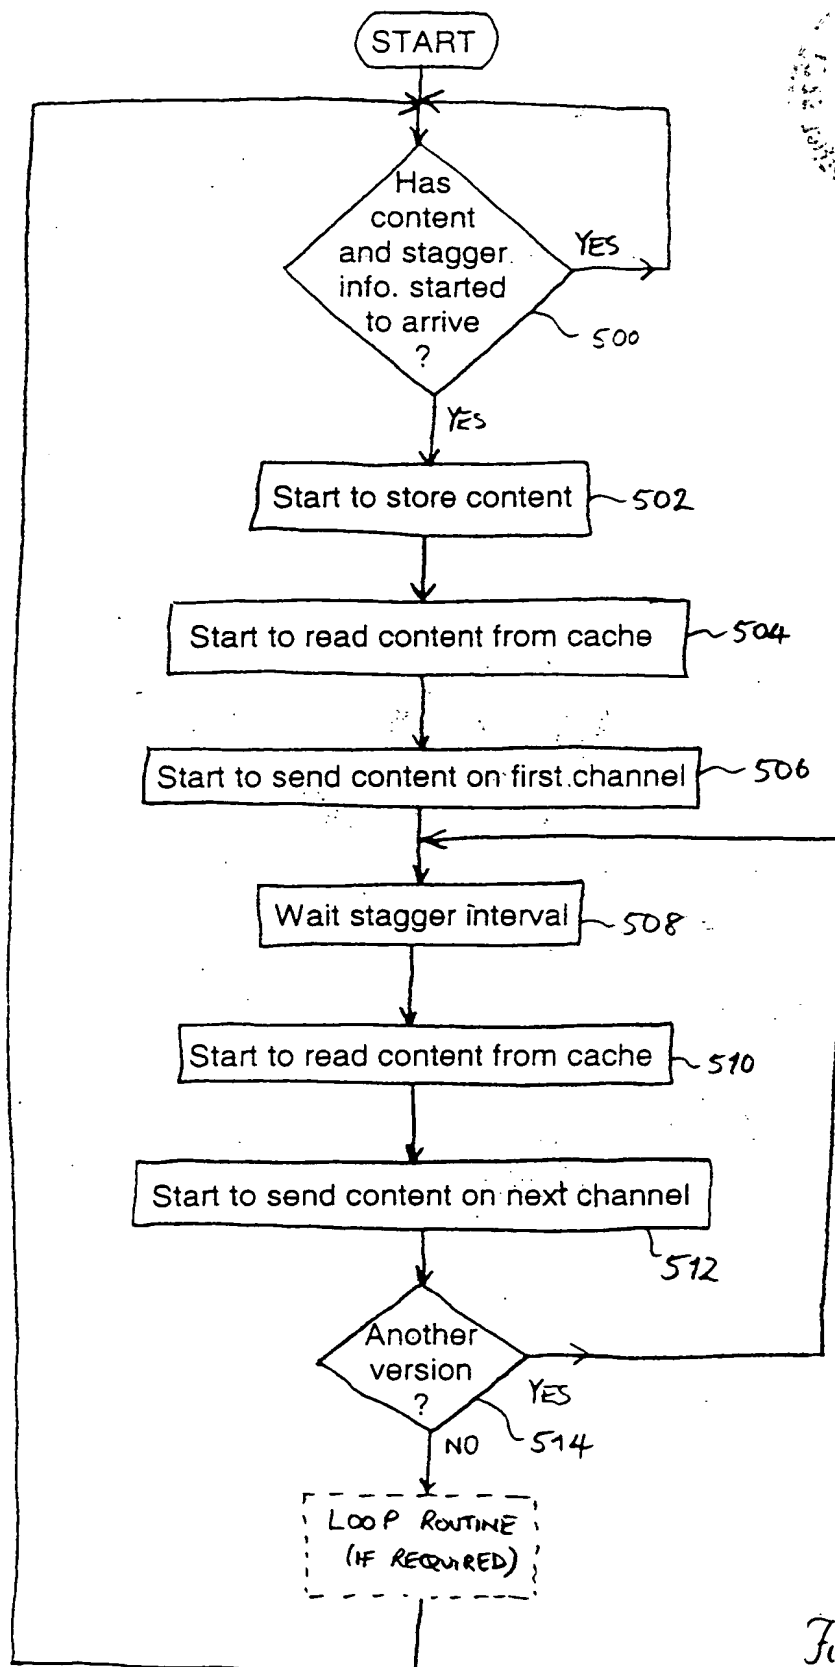 START
Has
content
and stagger
info. started
to arrive
?
YES
500
YES
Start to store content
502
Start to read content from cache
504
Start to send content on first channel
506
Wait stagger interval
508
Start to read content from cache
510
Start to send content on next channel
512
Another
version
?
YES
514
NO
LOOP ROUTINE
(IF REQUIRED)